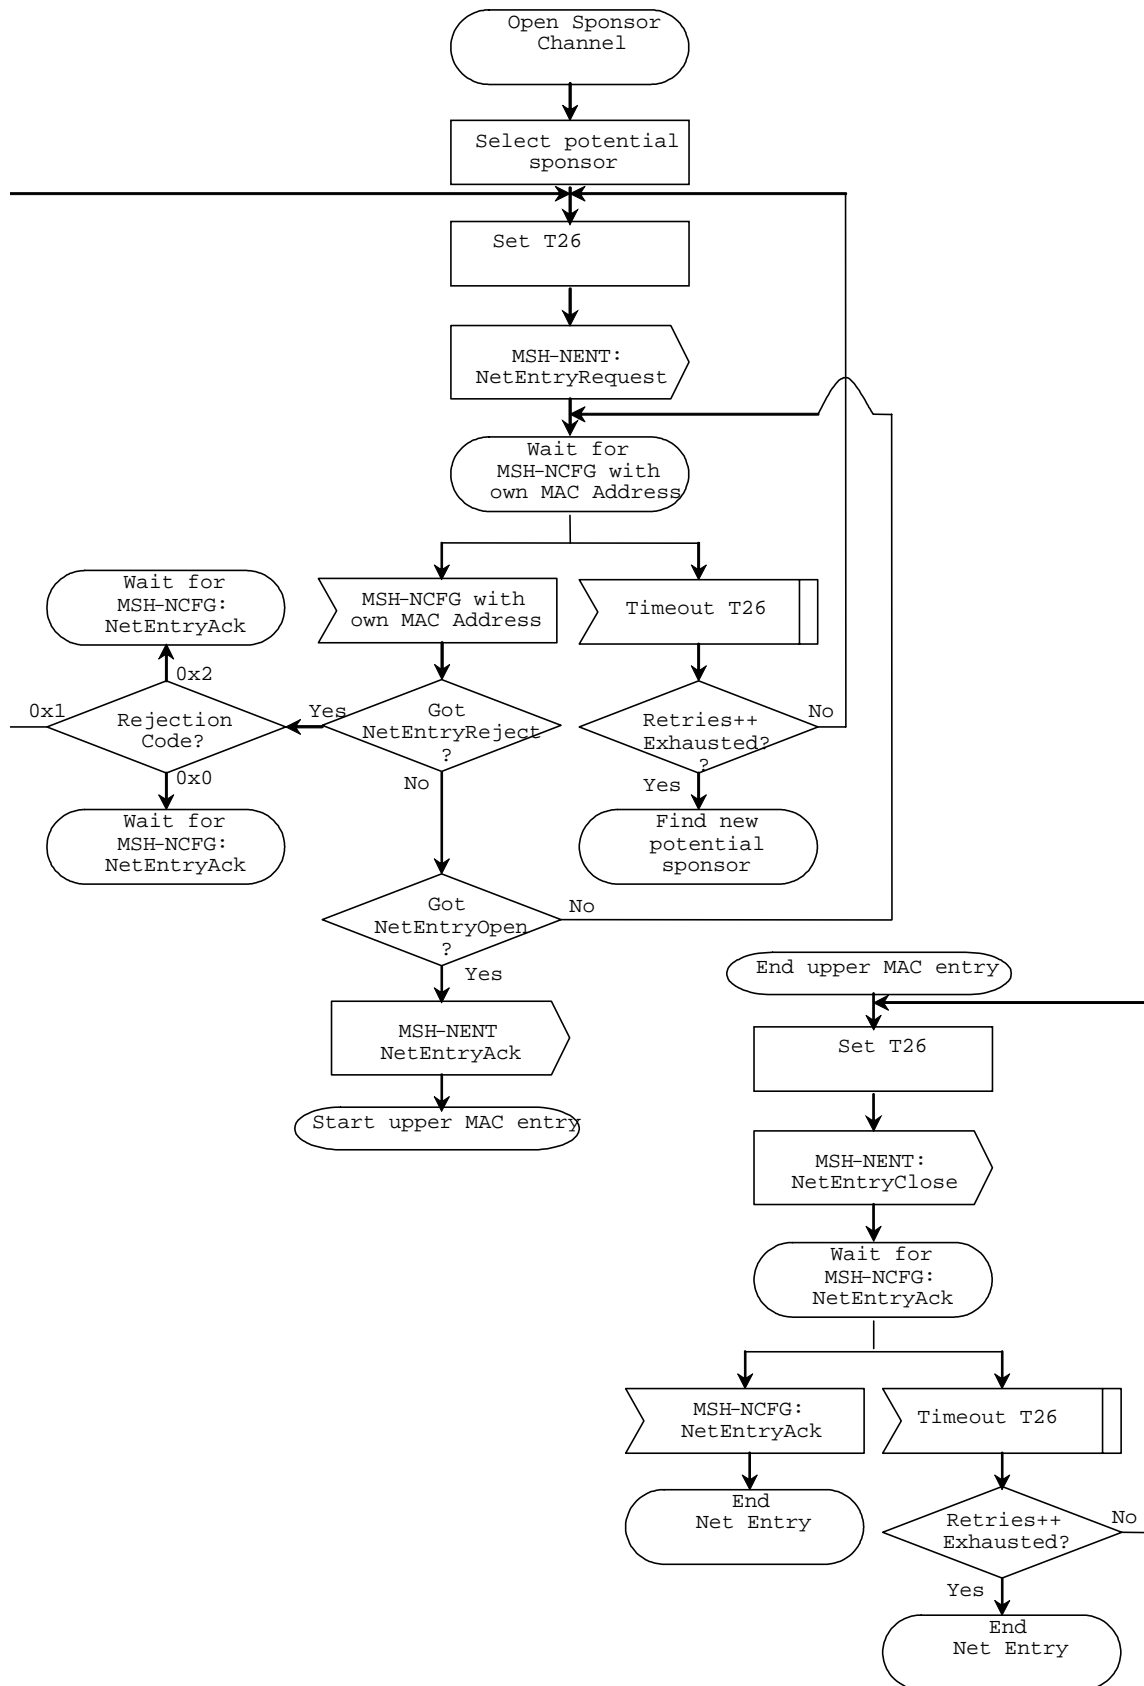 Open Sponsor
Channel
Select potential
sponsor
Set T26
MSH-NENT:
NetEntryRequest
Wait for
MSH-NCFG with
own MAC Address
MSH-NCFG with
own MAC Address
Timeout T26
Wait for
MSH-NCFG:
NetEntryAck
0x2
0x1
Rejection
Code?
Yes
Got
NetEntryReject
?
Retries++
Exhausted?
?
No
0x0
No
Yes
Wait for
MSH-NCFG:
NetEntryAck
Find new
potential
sponsor
Got
NetEntryOpen
?
No
Yes
MSH-NENT
NetEntryAck
Start upper MAC entry
End upper MAC entry
Set T26
MSH-NENT:
NetEntryClose
Wait for
MSH-NCFG:
NetEntryAck
MSH-NCFG:
NetEntryAck
Timeout T26
End
Net Entry
Retries++
Exhausted?
No
Yes
End
Net Entry